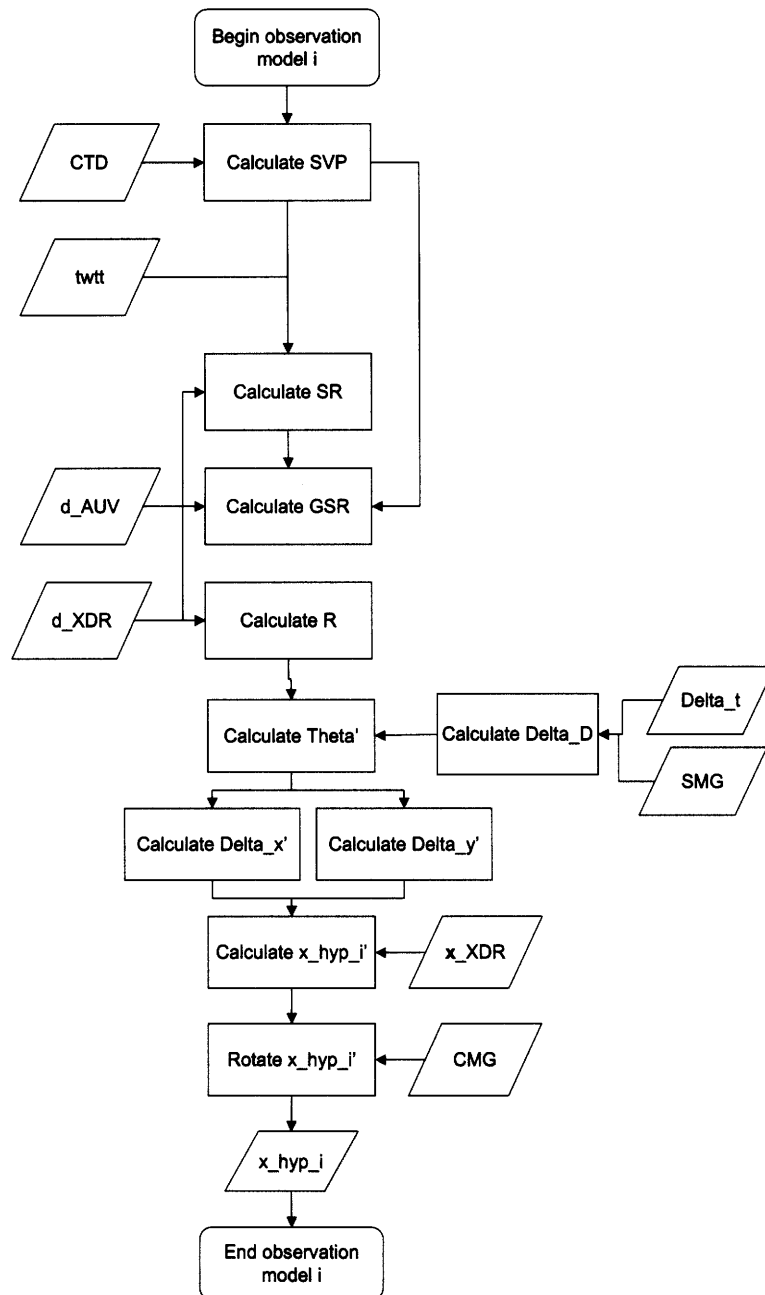 Begin observation
model i
CTD
Calculate SVP
twtt
Calculate SR
d_AUV
Calculate GSR
d_XDR
Calculate R
Delta_t
Calculate Theta'
Calculate Delta_D
SMG
Calculate Delta_x'
Calculate Delta_y'
Calculate x_hyp_i'
x_XDR
Rotate x_hyp_i'
CMG
x_hyp_i
End observation
model i